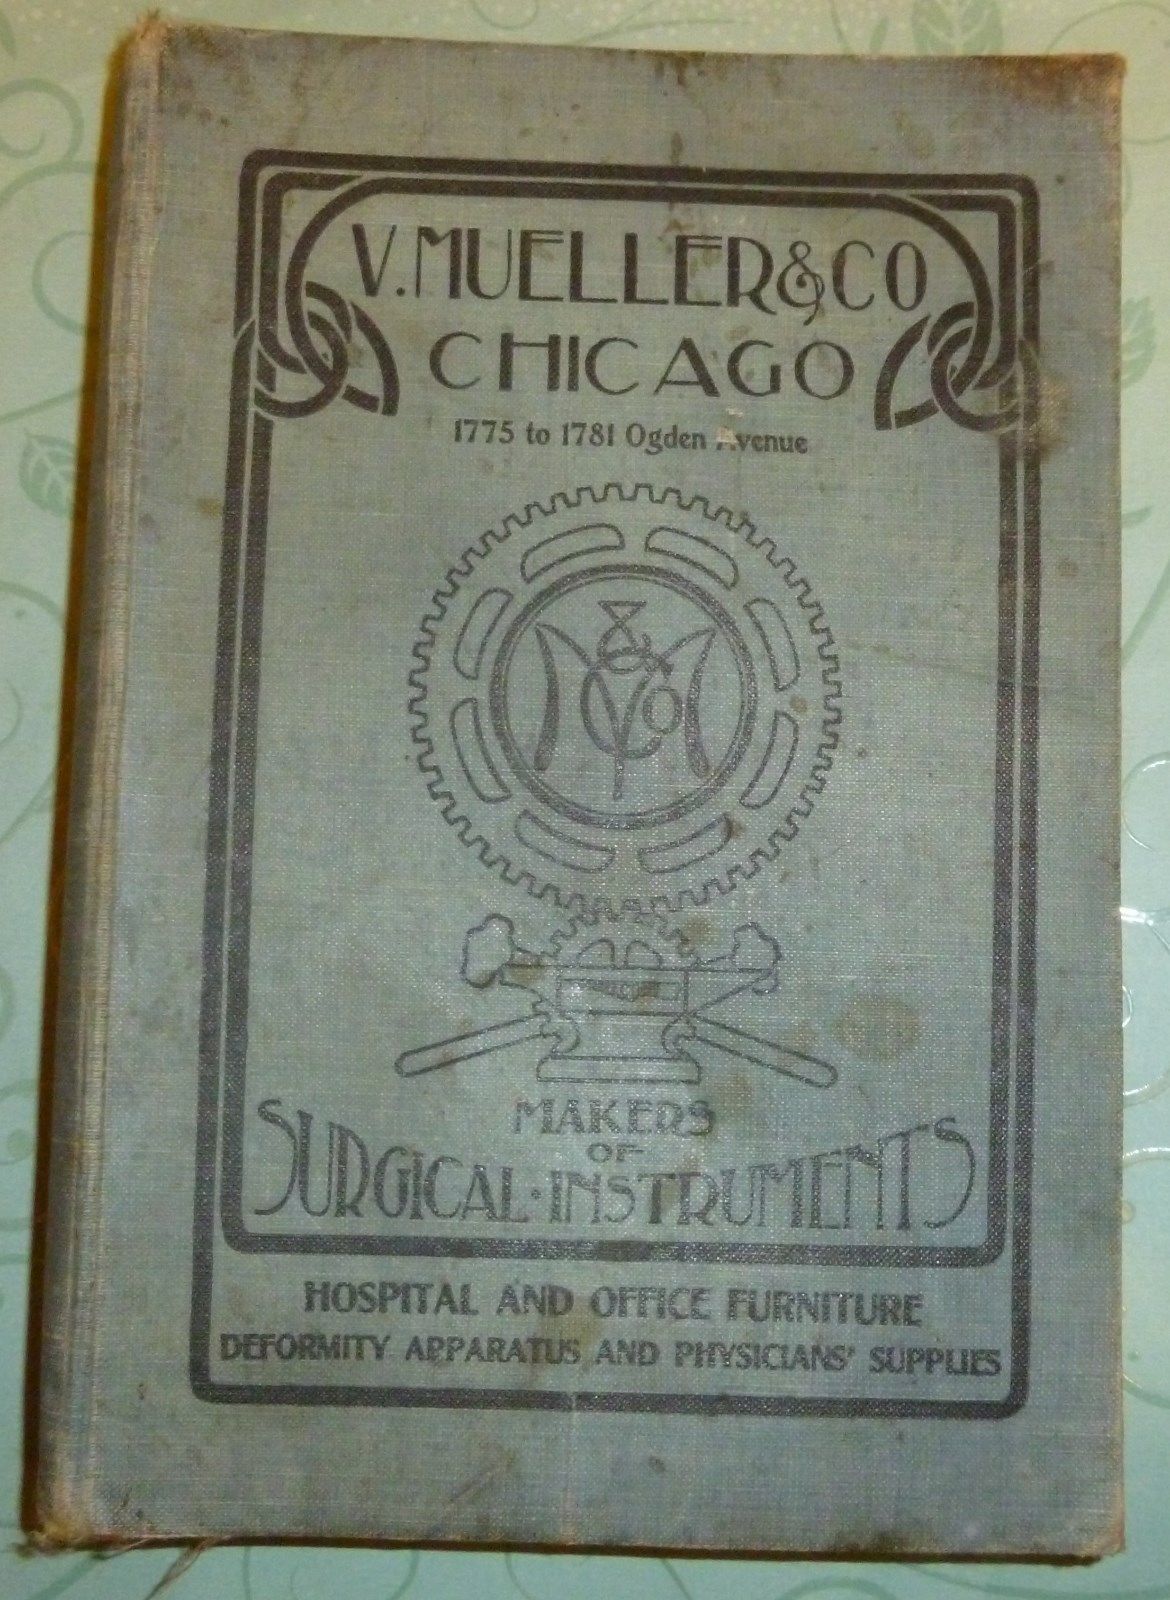 V. MUELLER & CO
CHICAGO
1775 to 1781 Ogden Avenue
V M & Co
MAKERS
OF
SURGICAL · INSTRUMENTS
HOSPITAL AND OFFICE FURNITURE
DEFORMITY APPARATUS AND PHYSICIANS' SUPPLIES